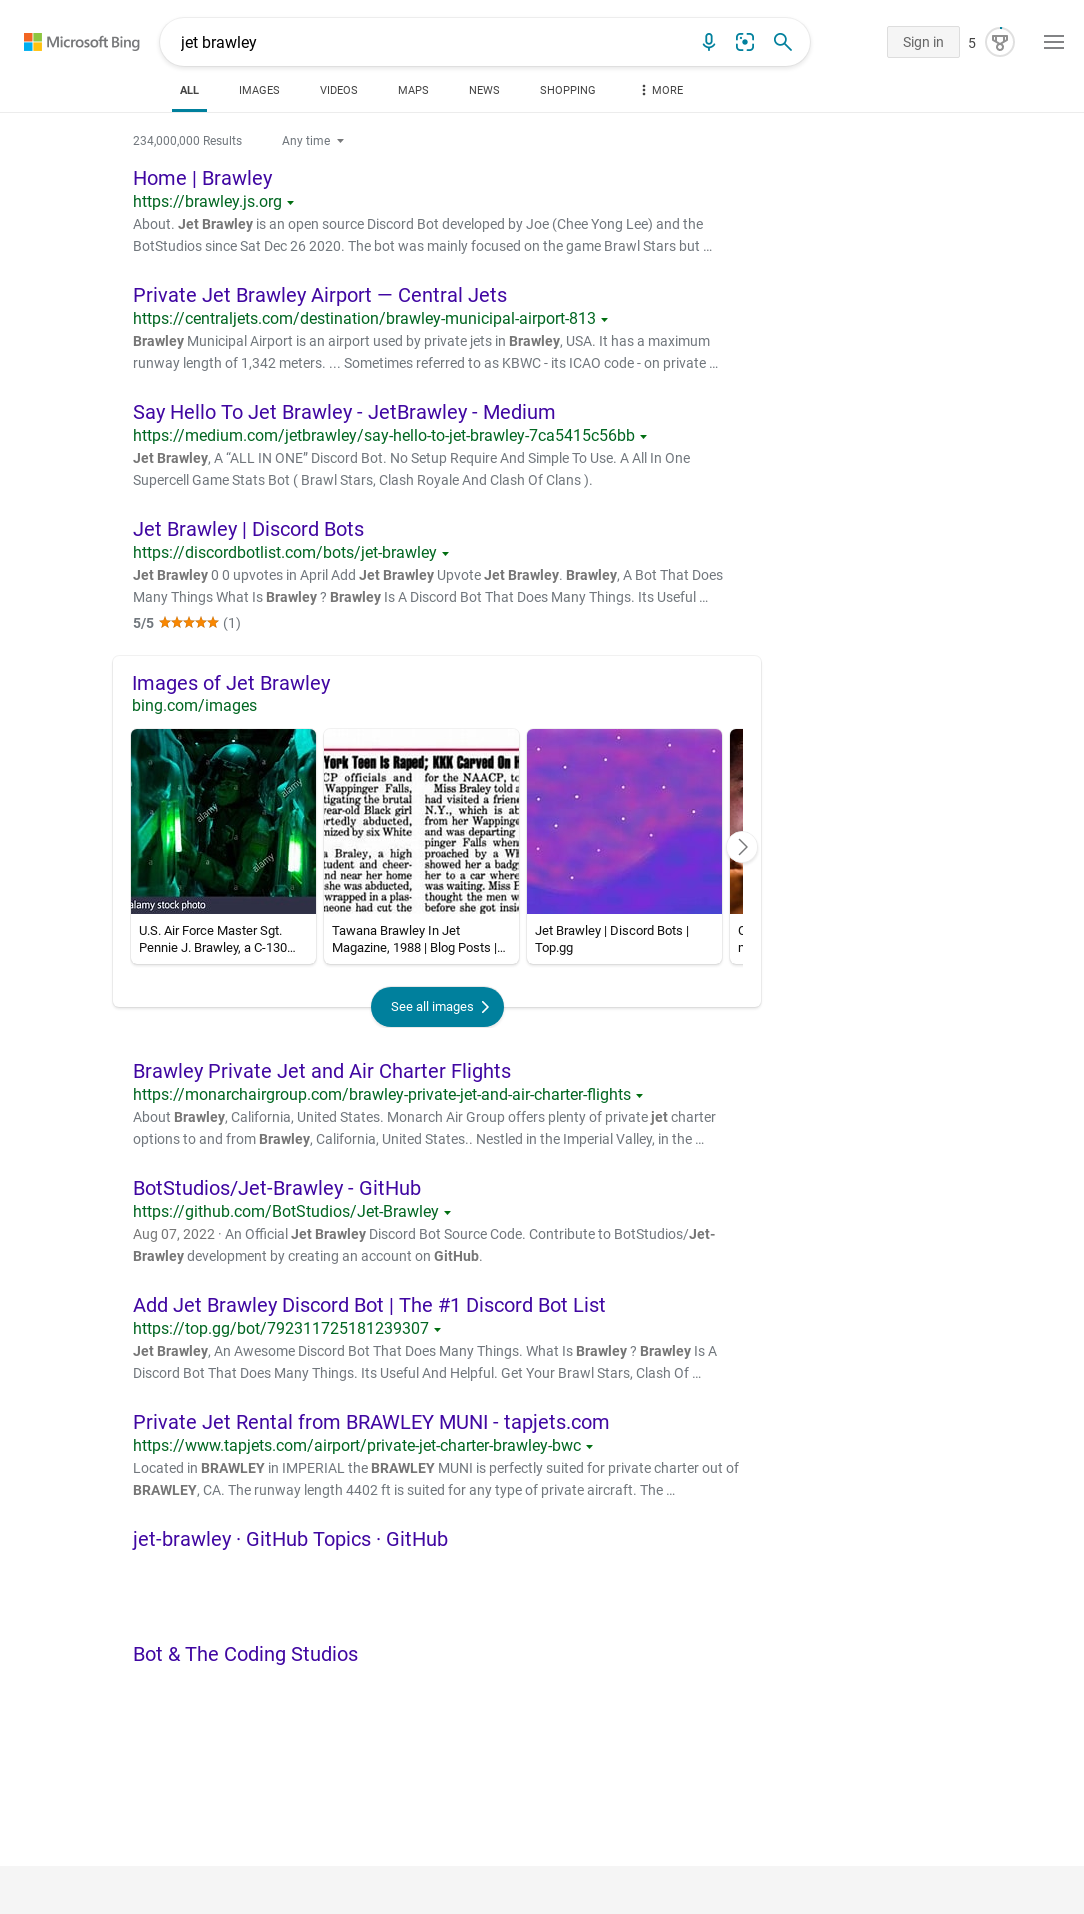 Microsoft Bing
jet brawley
Sign in
5
ALL
IMAGES
VIDEOS
MAPS
NEWS
SHOPPING
MORE
234,000,000 Results
Any time
Home | Brawley
https://brawley.js.org
About. Jet Brawley is an open source Discord Bot developed by Joe (Chee Yong Lee) and the
BotStudios since Sat Dec 26 2020. The bot was mainly focused on the game Brawl Stars but ...
Private Jet Brawley Airport — Central Jets
https://centraljets.com/destination/brawley-municipal-airport-813
Brawley Municipal Airport is an airport used by private jets in Brawley, USA. It has a maximum
runway length of 1,342 meters. ... Sometimes referred to as KBWC - its ICAO code - on private ...
Say Hello To Jet Brawley - JetBrawley - Medium
https://medium.com/jetbrawley/say-hello-to-jet-brawley-7ca5415c56bb
Jet Brawley, A “ALL IN ONE” Discord Bot. No Setup Require And Simple To Use. A All In One
Supercell Game Stats Bot ( Brawl Stars, Clash Royale And Clash Of Clans ).
Jet Brawley | Discord Bots
https://discordbotlist.com/bots/jet-brawley
Jet Brawley 0 0 upvotes in April Add Jet Brawley Upvote Jet Brawley. Brawley, A Bot That Does
Many Things What Is Brawley ? Brawley Is A Discord Bot That Does Many Things. Its Useful ...
5/5 (1)
Images of Jet Brawley
bing.com/images
alamy
alamy
alamy
alamy stock photo
U.S. Air Force Master Sgt.
Pennie J. Brawley, a C-130...
York Teen Is Raped; KKK Carved On H
CP officials and
Wappinger Falls,
tigating the brutal
year-old Black girl
ortedly abducted,
mized by six White
a Braley, a high
tudent and cheer-
nd near her home
she was abducted,
wrapped in a plas-
meone had cut the
for the NAACP, to
Miss Braley told a
had visited a friend
N.Y., which is ab
from her Wappinge
and was departing
pinger Falls when
proached by a Wh
showed her a badg
her to a car where
was waiting. Miss B
thought the men w
before she got insi
Tawana Brawley In Jet
Magazine, 1988 | Blog Posts |...
Jet Brawley | Discord Bots |
Top.gg
See all images
Brawley Private Jet and Air Charter Flights
https://monarchairgroup.com/brawley-private-jet-and-air-charter-flights
About Brawley, California, United States. Monarch Air Group offers plenty of private jet charter
options to and from Brawley, California, United States.. Nestled in the Imperial Valley, in the ...
BotStudios/Jet-Brawley - GitHub
https://github.com/BotStudios/Jet-Brawley
Aug 07, 2022 · An Official Jet Brawley Discord Bot Source Code. Contribute to BotStudios/Jet-
Brawley development by creating an account on GitHub.
Add Jet Brawley Discord Bot | The #1 Discord Bot List
https://top.gg/bot/792311725181239307
Jet Brawley, An Awesome Discord Bot That Does Many Things. What Is Brawley ? Brawley Is A
Discord Bot That Does Many Things. Its Useful And Helpful. Get Your Brawl Stars, Clash Of ...
Private Jet Rental from BRAWLEY MUNI - tapjets.com
https://www.tapjets.com/airport/private-jet-charter-brawley-bwc
Located in BRAWLEY in IMPERIAL the BRAWLEY MUNI is perfectly suited for private charter out of
BRAWLEY, CA. The runway length 4402 ft is suited for any type of private aircraft. The ...
jet-brawley · GitHub Topics · GitHub
Bot & The Coding Studios